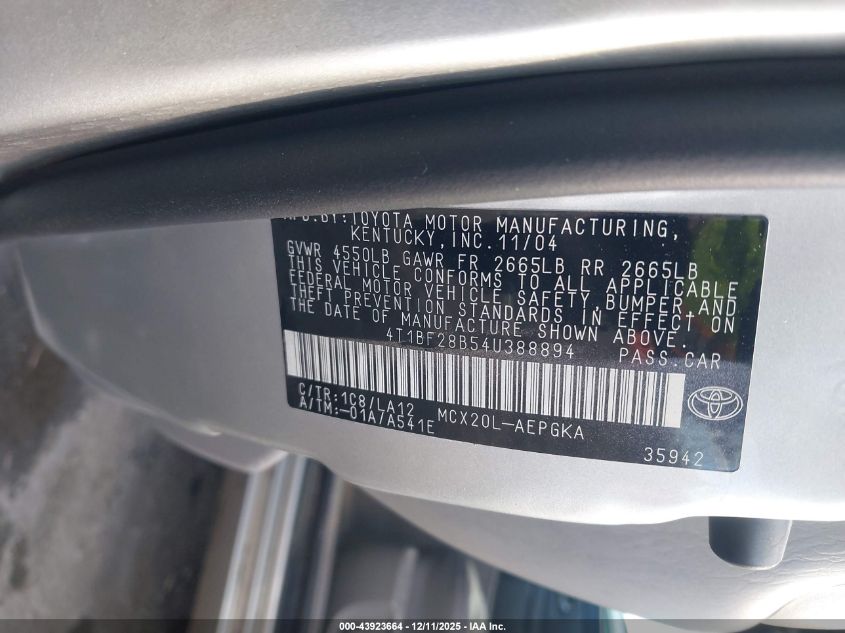 MFD.BY:TOYOTA MOTOR MANUFACTURING,
KENTUCKY,INC.11/04
GVWR 4550LB GAWR FR 2665LB RR 2665LB
THIS VEHICLE CONFORMS TO ALL APPLICABLE
FEDERAL MOTOR VEHICLE SAFETY,BUMPER,AND
THEFT PREVENTION STANDARDS IN EFFECT ON
THE DATE OF MANUFACTURE SHOWN ABOVE.
4T1BF28B54U388894 PASS.CAR
C/TR:1C8/LA12
A/TM:-01A/A541E MCX20L-AEPGKA
35942
000-43923664 - 12/11/2025 - IAA Inc.